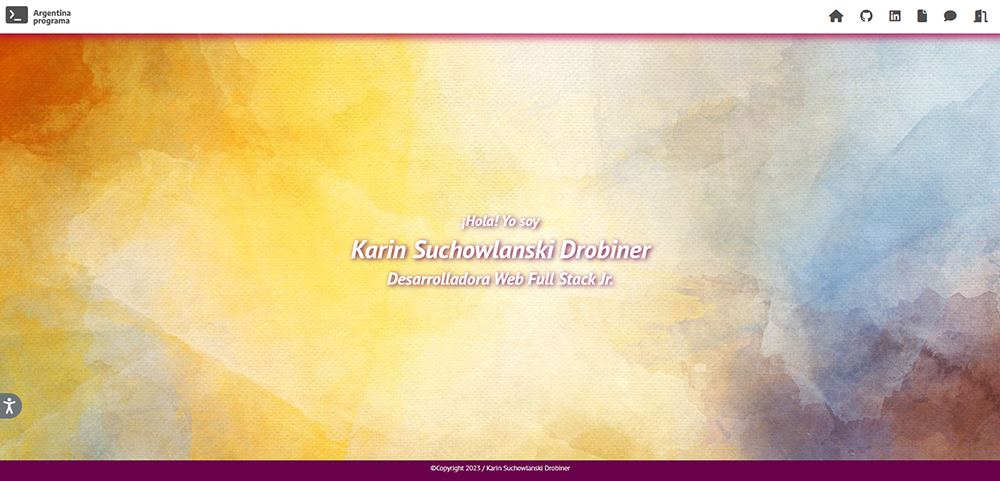 Argentina
programa
¡Hola! Yo soy
Karin Suchowlanski Drobiner
Desarrolladora Web Full Stack Jr.
©Copyright 2023 / Karin Suchowlanski Drobiner